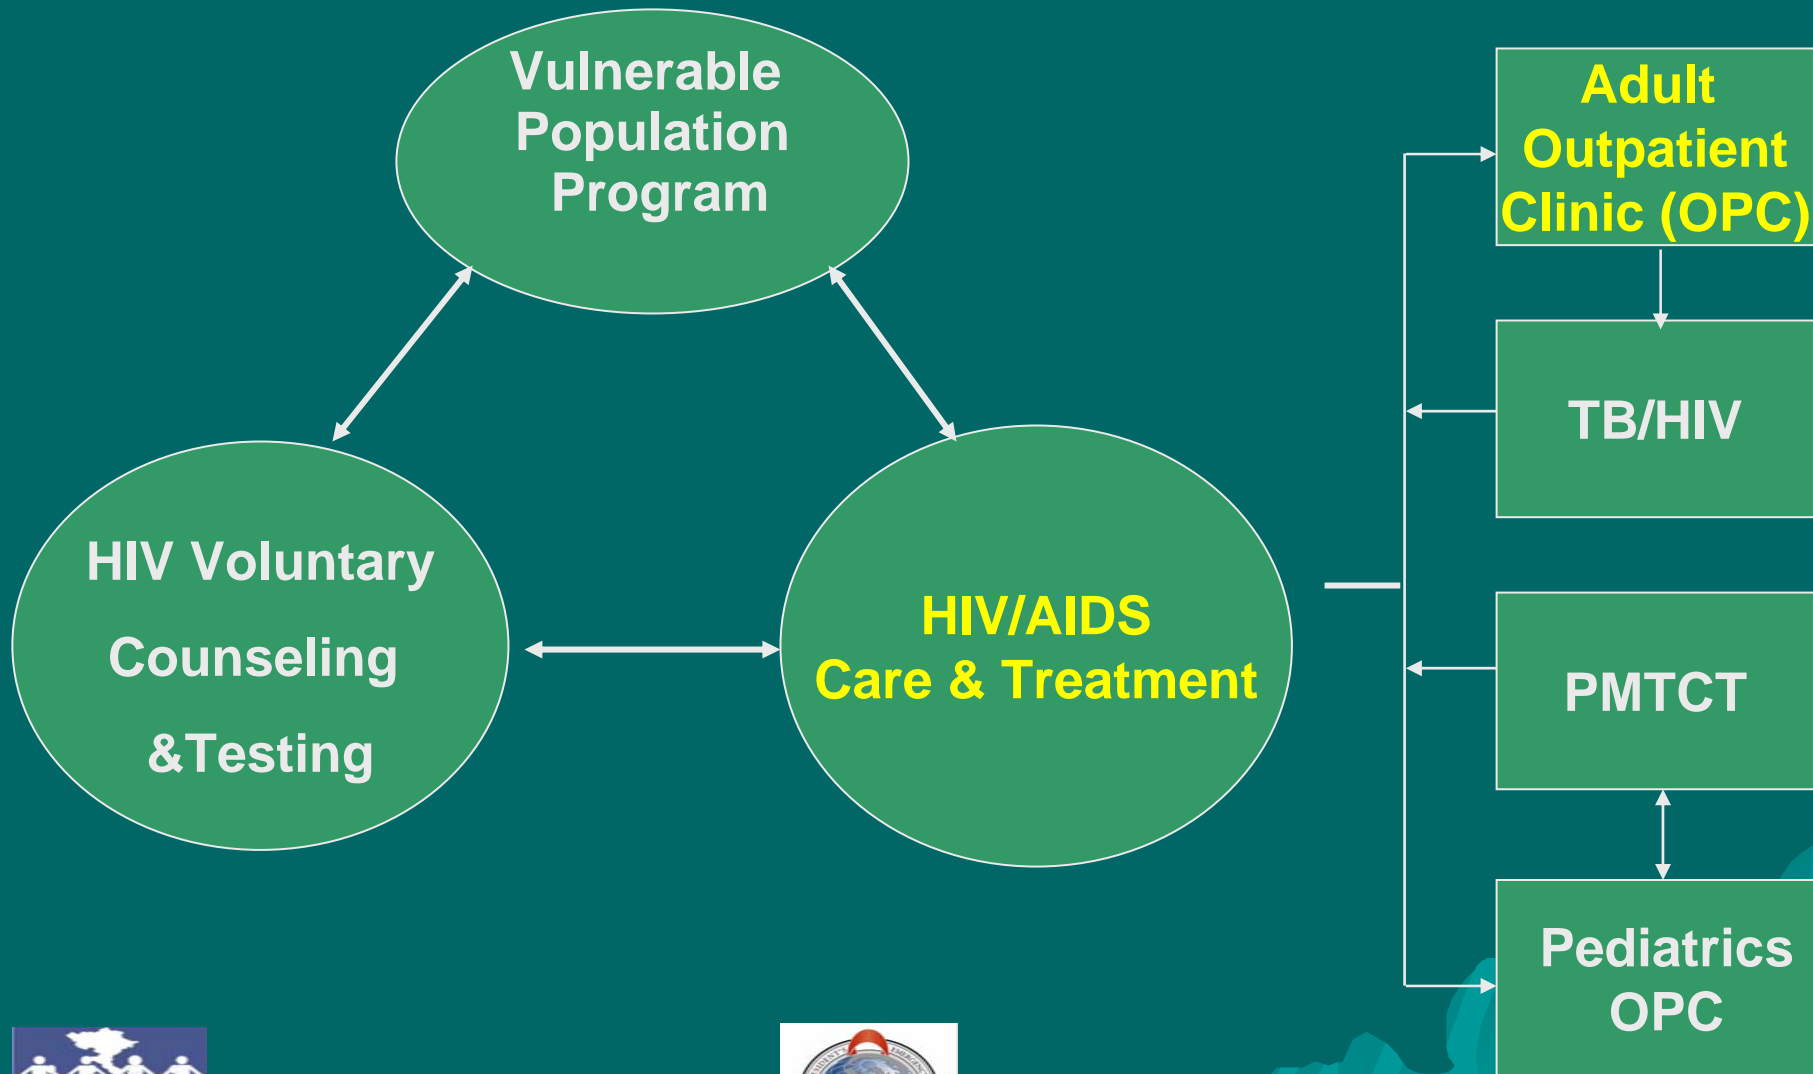 Vulnerable
Population
Program
HIV Voluntary
Counseling
&Testing
HIV/AIDS
Care & Treatment
Adult
Outpatient
Clinic (OPC)
TB/HIV
PMTCT
Pediatrics
OPC